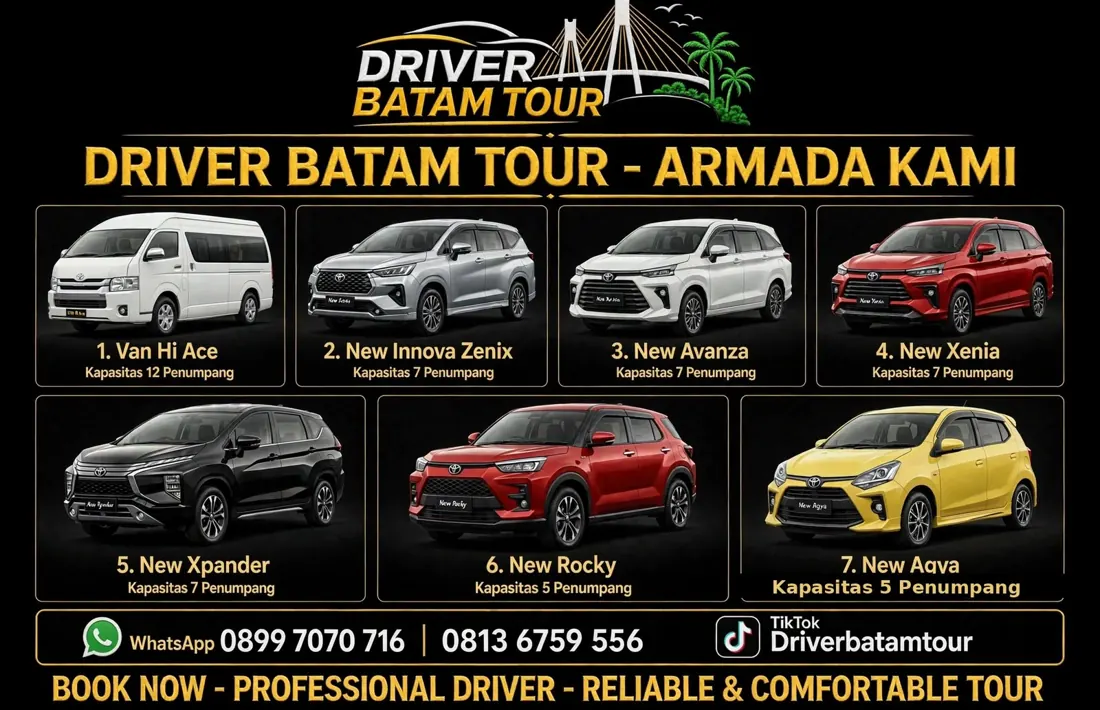 DRIVER
BATAM TOUR
DRIVER BATAM TOUR - ARMADA KAMI
1. Van Hi Ace
Kapasitas 12 Penumpang
2. New Innova Zenix
Kapasitas 7 Penumpang
3. New Avanza
Kapasitas 7 Penumpang
New Xenia
4. New Xenia
Kapasitas 7 Penumpang
New Xpander
5. New Xpander
Kapasitas 7 Penumpang
New Rocky
6. New Rocky
Kapasitas 5 Penumpang
New Agya
7. New Agya
Kapasitas 5 Penumpang
WhatsApp 0899 7070 716 | 0813 6759 556
TikTok
Driverbatamtour
BOOK NOW - PROFESSIONAL DRIVER - RELIABLE & COMFORTABLE TOUR